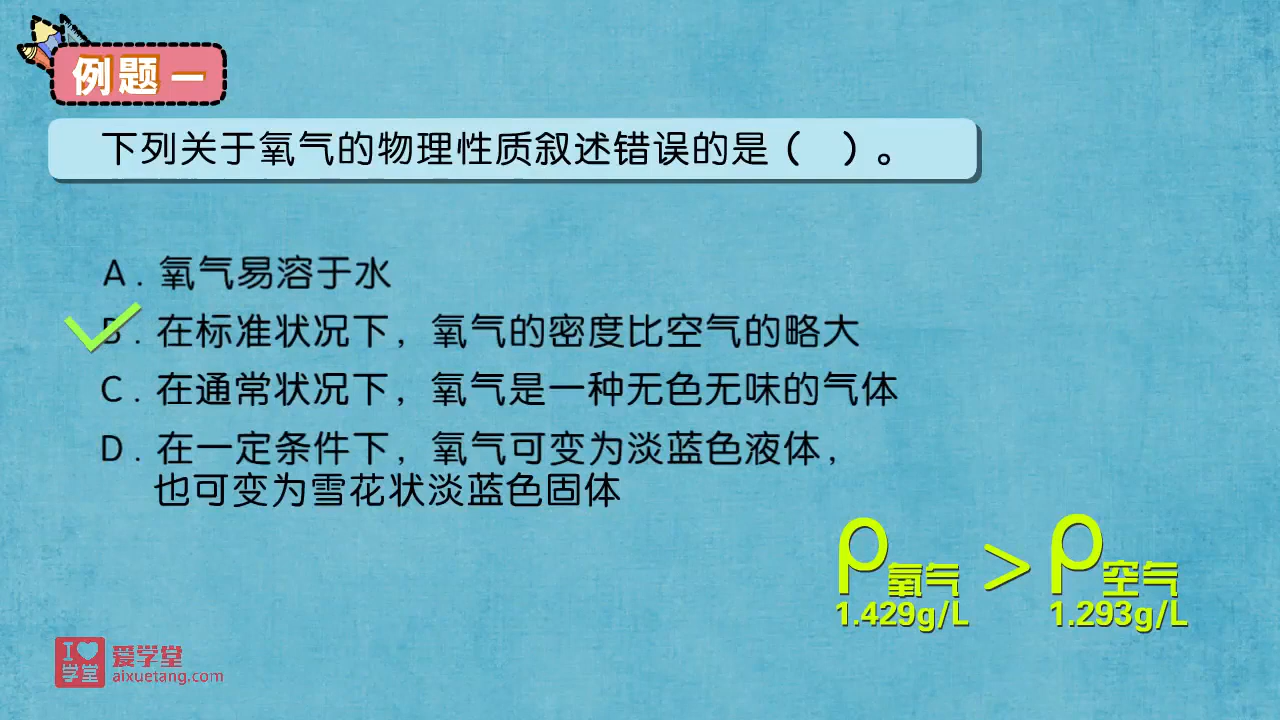 例题一
下列关于氧气的物理性质叙述错误的是（ ）。
A . 氧气易溶于水
B . 在标准状况下，氧气的密度比空气的略大
C . 在通常状况下，氧气是一种无色无味的气体
D . 在一定条件下，氧气可变为淡蓝色液体，
也可变为雪花状淡蓝色固体
ρ氧气 > ρ空气
1.429g/L 1.293g/L
I学堂 爱学堂
aixuetang.com